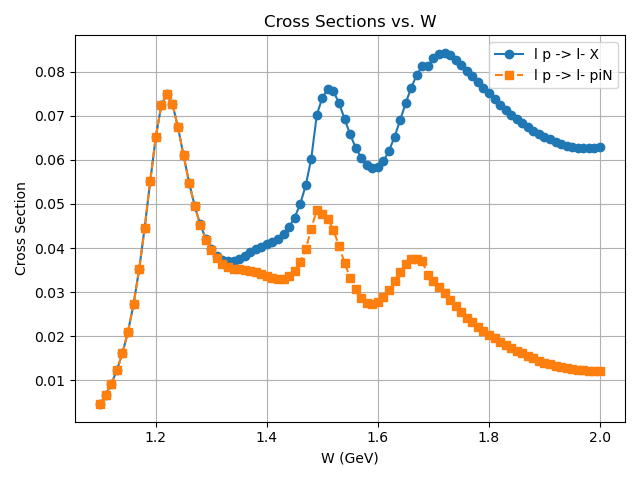 Cross Sections vs. W
l p -> l- X
l p -> l- piN
Cross Section
0.08
0.07
0.06
0.05
0.04
0.03
0.02
0.01
1.2 1.4 1.6 1.8 2.0
W (GeV)